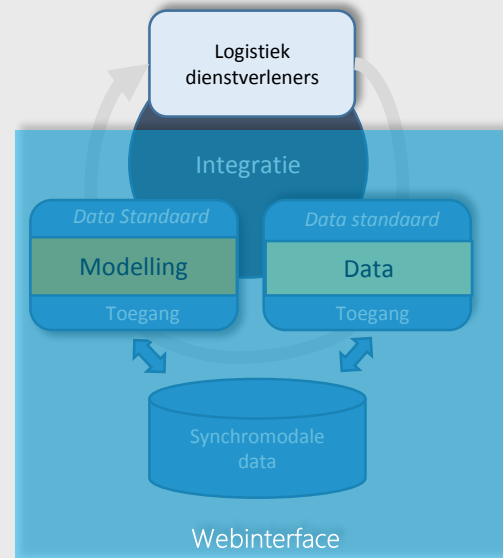 Logistiek
dienstverleners
Integratie
Data Standaard
Modelling
Toegang
Data standaard
Data
Toegang
Synchromodale
data
Webinterface